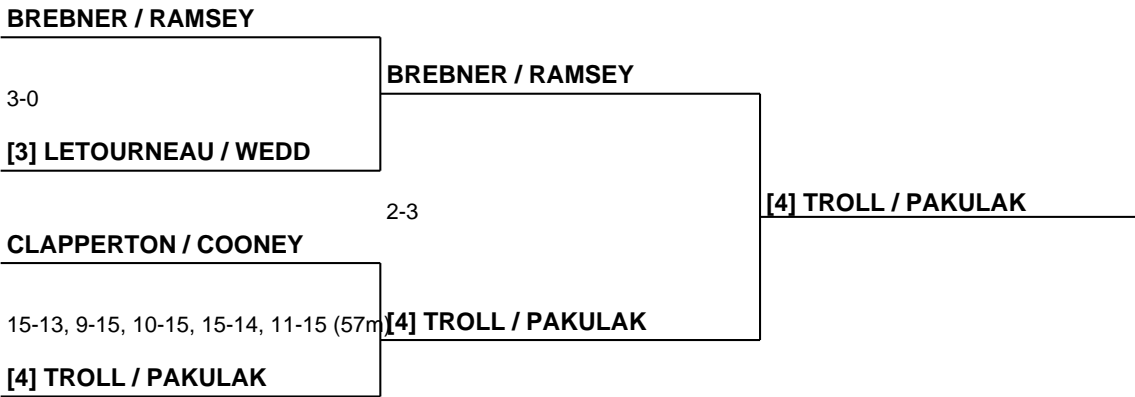 BREBNER / RAMSEY
BREBNER / RAMSEY
3-0
[3] LETOURNEAU / WEDD
[4] TROLL / PAKULAK
2-3
CLAPPERTON / COONEY
15-13, 9-15, 10-15, 15-14, 11-15 (57m)
[4] TROLL / PAKULAK
[4] TROLL / PAKULAK